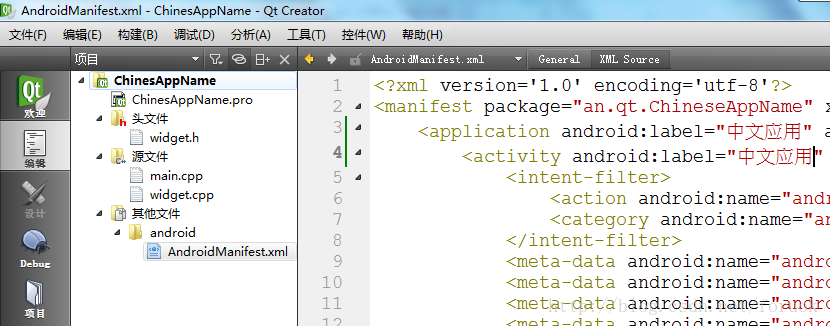 AndroidManifest.xml - ChinesAppName - Qt Creator
文件(F) 编辑(E) 构建(B) 调试(D) 分析(A) 工具(T) 控件(W) 帮助(H)
项目 AndroidManifest.xml General XML Source
Qt
欢迎
编辑
设计
Debug
项目
ChinesAppName
ChinesAppName.pro
头文件
widget.h
源文件
main.cpp
widget.cpp
其他文件
android
AndroidManifest.xml
1 <?xml version='1.0' encoding='utf-8'?>
2 <manifest package="an.qt.ChineseAppName" x
3 <application android:label="中文应用" a
4 <activity android:label="中文应用"
5 <intent-filter>
6 <action android:name="and
7 <category android:name="an
8 </intent-filter>
9 <meta-data android:name="andro
10 <meta-data android:name="andro
11 <meta-data android:name="andro
12 <meta-data android:name="andro